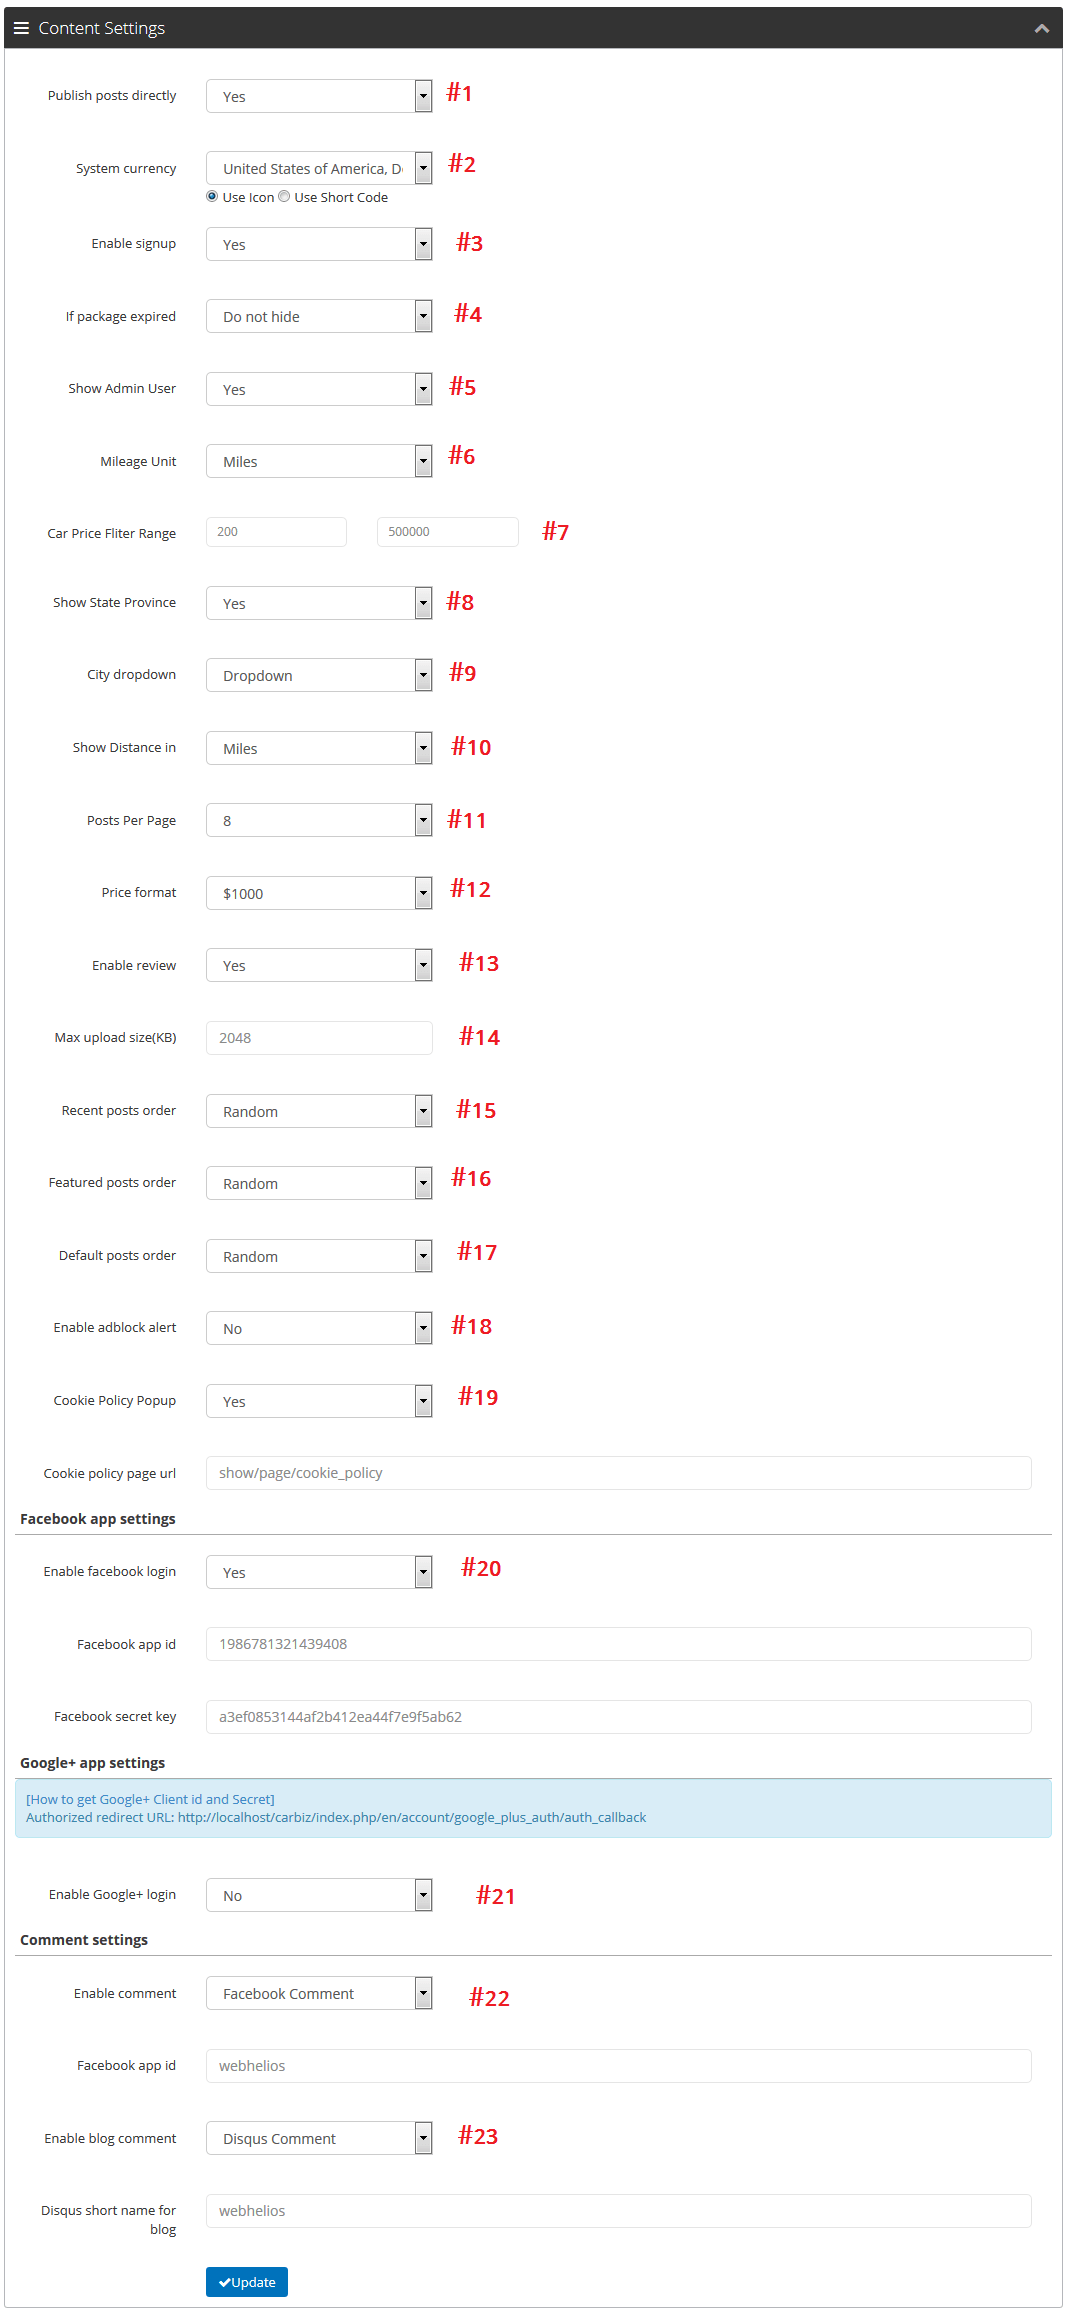 Content Settings
Publish posts directly Yes #1
System currency United States of America, D #2
Use Icon Use Short Code
Enable signup Yes #3
If package expired Do not hide #4
Show Admin User Yes #5
Mileage Unit Miles #6
Car Price Fliter Range 200 500000 #7
Show State Province Yes #8
City dropdown Dropdown #9
Show Distance in Miles #10
Posts Per Page 8 #11
Price format $1000 #12
Enable review Yes #13
Max upload size(KB) 2048 #14
Recent posts order Random #15
Featured posts order Random #16
Default posts order Random #17
Enable adblock alert No #18
Cookie Policy Popup Yes #19
Cookie policy page url show/page/cookie_policy
Facebook app settings
Enable facebook login Yes #20
Facebook app id 1986781321439408
Facebook secret key a3ef0853144af2b412ea44f7e9f5ab62
Google+ app settings
[How to get Google+ Client id and Secret]
Authorized redirect URL: http://localhost/carbiz/index.php/en/account/google_plus_auth/auth_callback
Enable Google+ login No #21
Comment settings
Enable comment Facebook Comment #22
Facebook app id webhelios
Enable blog comment Disqus Comment #23
Disqus short name for webhelios
blog
Update